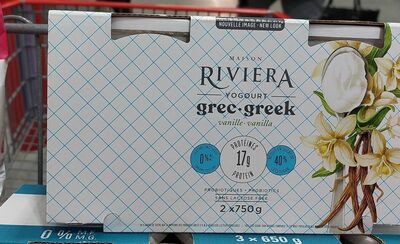 NOUVELLE IMAGE • NEW LOOK
MAISON
RIVIERA
YOGOURT
grec•greek
vanille•vanilla
0%
PROTÉINES
17g
PROTEIN
40%
PROBIOTIQUES • PROBIOTICS
SANS LACTOSE FREE
2 x 750 g
0 % M.F.
M.G.
3 x 650 g